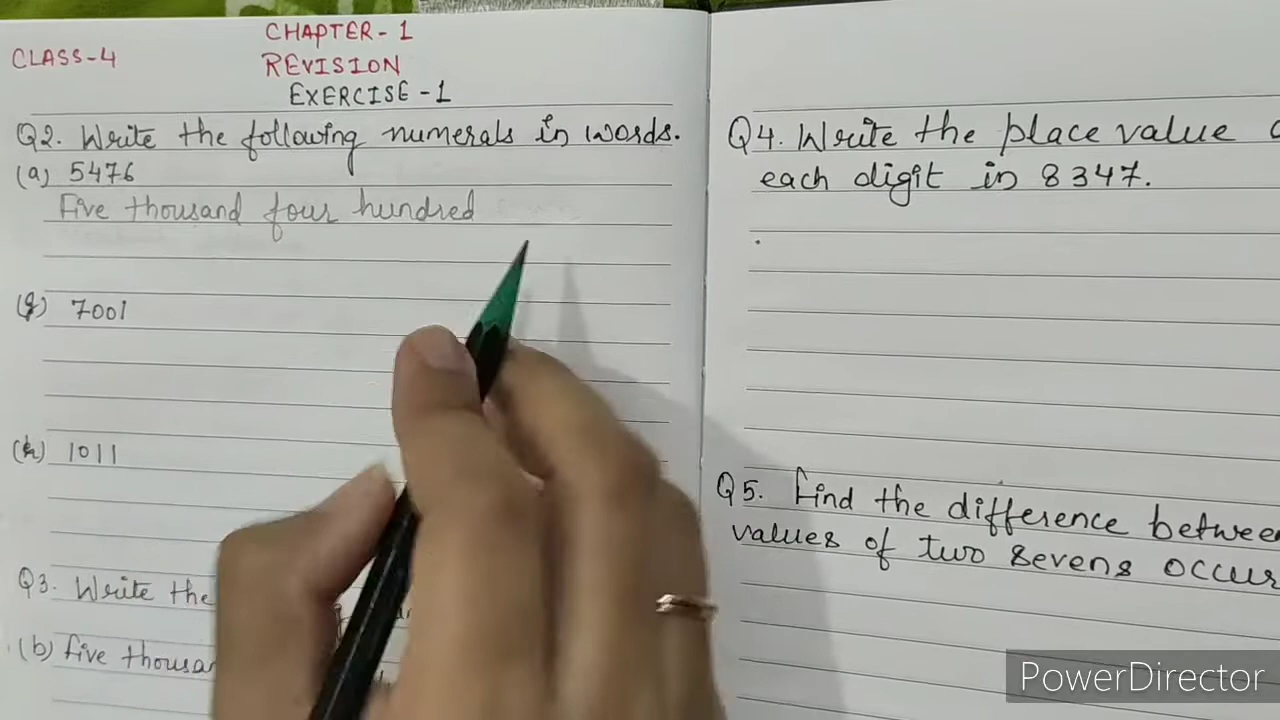 CLASS-4
CHAPTER-1
REVISION
EXERCISE-1
Q2. Write the following numerals in words.
(a) 5476
Five thousand four hundred
(g) 7001
(h) 1011
Q3. Write the
(b) Five thousa
Q4. Write the place value
each digit in 8347.
Q5. Find the difference betwee
values of two sevens occur
PowerDirector